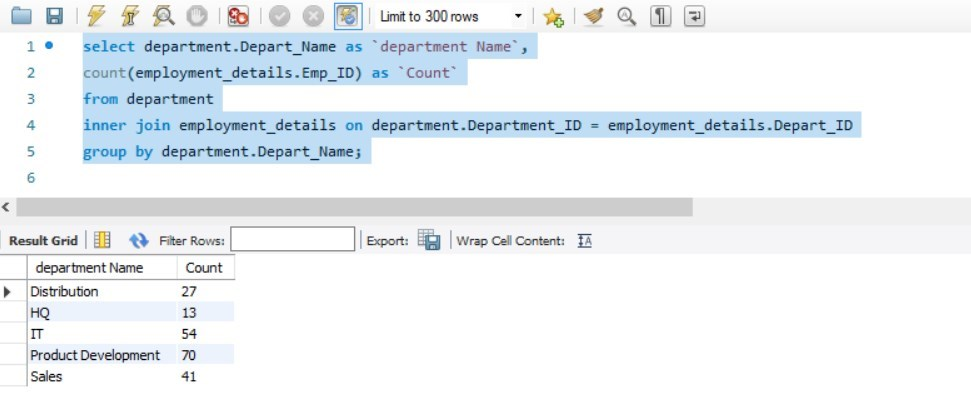 Limit to 300 rows
1 select department.Depart_Name as `department Name`,
2 count(employment_details.Emp_ID) as `Count`
3 from department
4 inner join employment_details on department.Department_ID = employment_details.Depart_ID
5 group by department.Depart_Name;
6
Result Grid Filter Rows: Export: Wrap Cell Content: IA
department Name Count
Distribution 27
HQ 13
IT 54
Product Development 70
Sales 41